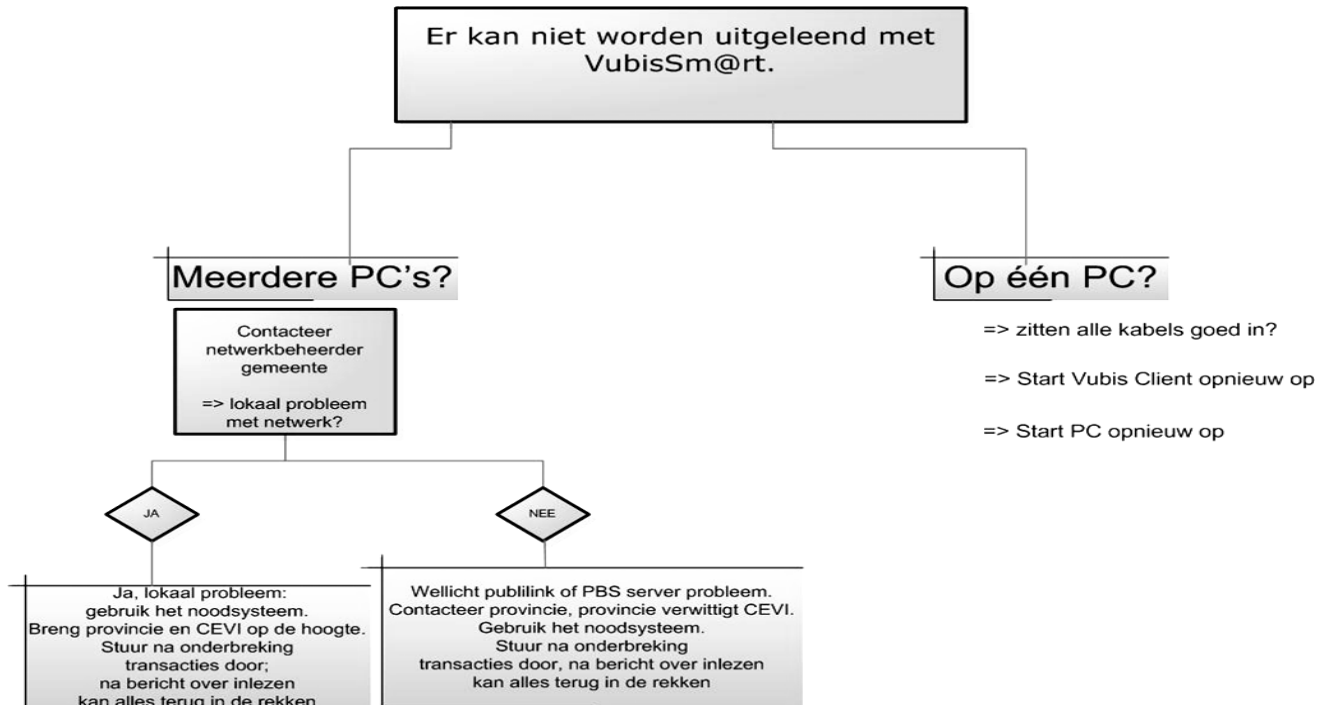 Er kan niet worden uitgeleend met
VubisSm@rt.
Meerdere PC's?
Contacteer
netwerkbeheerder
gemeente
=> lokaal probleem
met netwerk?
JA
NEE
Ja, lokaal probleem:
gebruik het noodsysteem.
Breng provincie en CEVI op de hoogte.
Stuur na onderbreking
transacties door;
na bericht over inlezen
kan alles terug in de rekken
Wellicht publilink of PBS server probleem.
Contacteer provincie, provincie verwittigt CEVI.
Gebruik het noodsysteem.
Stuur na onderbreking
transacties door, na bericht over inlezen
kan alles terug in de rekken
Op één PC?
=> zitten alle kabels goed in?
=> Start Vubis Client opnieuw op
=> Start PC opnieuw op